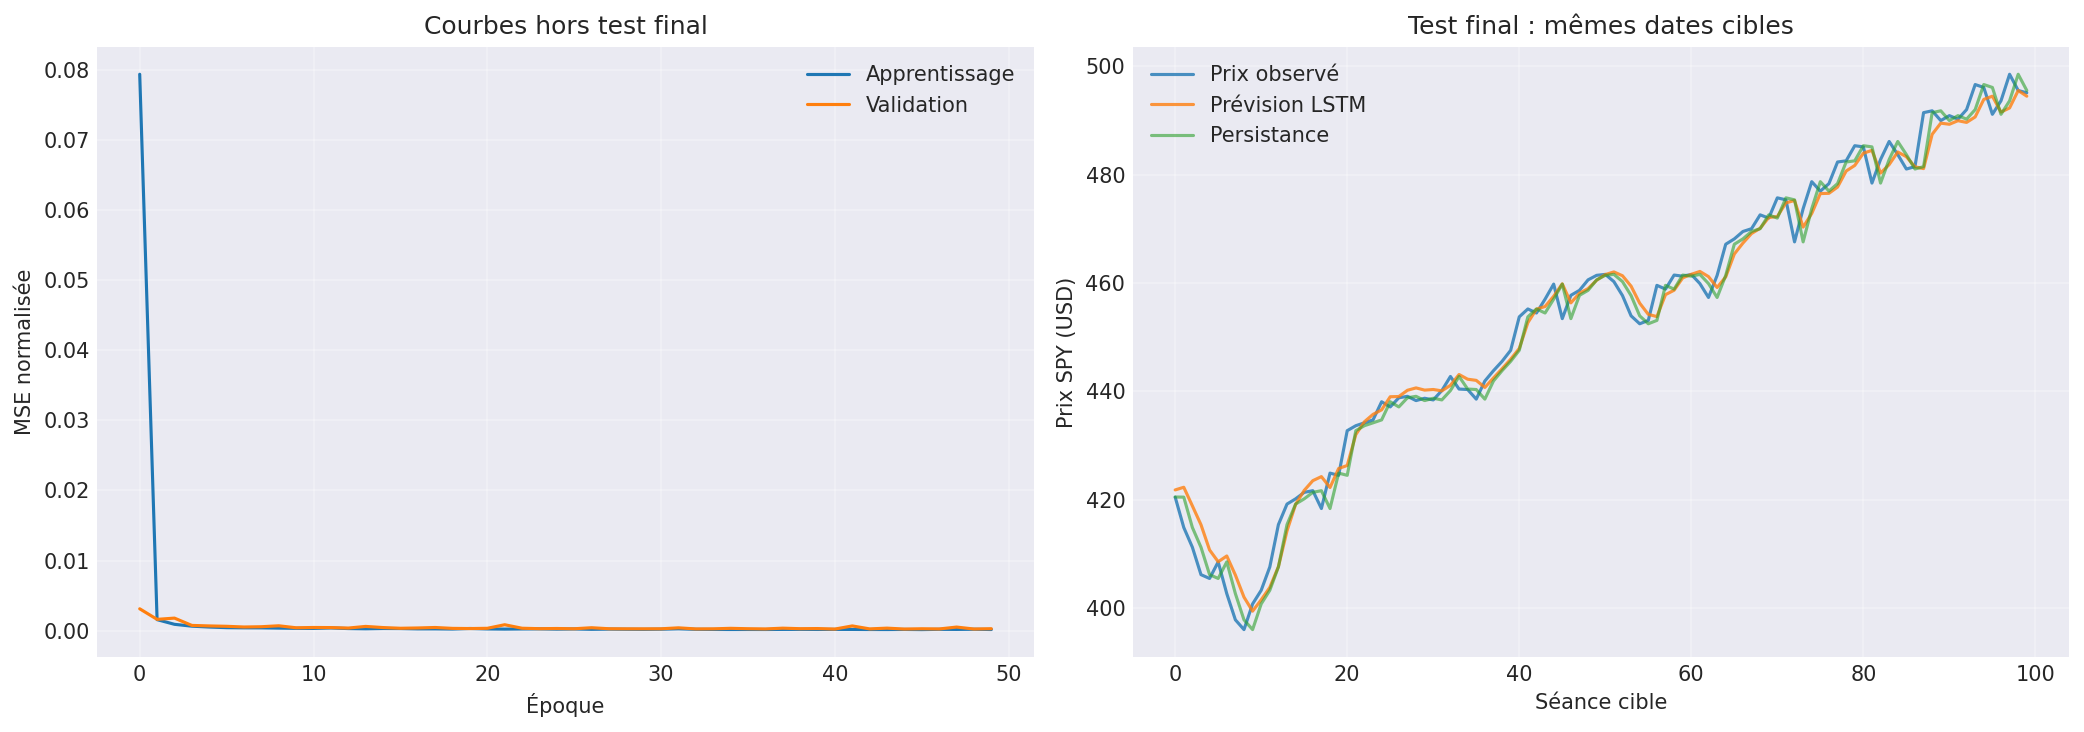 Courbes hors test final
MSE normalisée
0.08
0.07
0.06
0.05
0.04
0.03
0.02
0.01
0.00
0
10
20
30
40
50
Époque
Apprentissage
Validation
Test final : mêmes dates cibles
Prix SPY (USD)
500
480
460
440
420
400
0
20
40
60
80
100
Séance cible
Prix observé
Prévision LSTM
Persistance